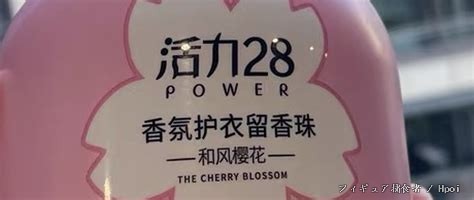 活力28
POWER
香氛护衣留香珠
和风樱花
THE CHERRY BLOSSOM
フィギュア捕食者 / Hpoi